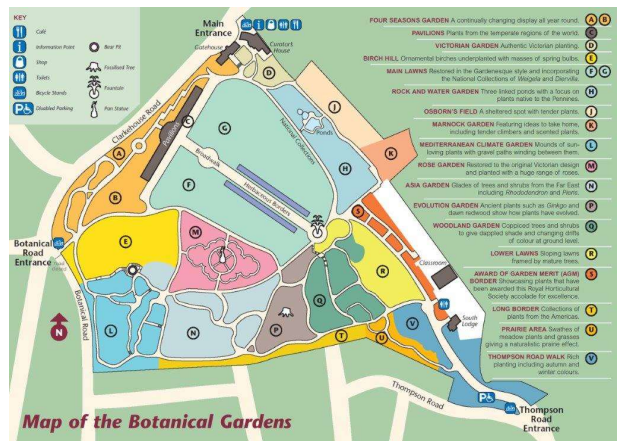 KEY
Café
Information Point
Shop
Toilets
Bicycle Stands
Disabled Parking
Bear Pit
Fossilised Tree
Fountain
Pan Statue
Main
Entrance
Gatehouse
Curators
House
Clarkehouse Road
Pavilions
Broadwalk
National Collections
Herbaceous Borders
Ponds
Classroom
South
Lodge
Botanical
Road
Entrance
Botanical Road
Thompson Road
Thompson
Road
Entrance
N
A
B
C
D
E
F
G
H
I
K
L
M
N
P
Q
R
S
T
U
V
FOUR SEASONS GARDEN A continually changing display all year round. A B
PAVILIONS Plants from the temperate regions of the world. C
VICTORIAN GARDEN Authentic Victorian planting. D
BIRCH HILL Ornamental birches underplanted with masses of spring bulbs. E
MAIN LAWNS Restored in the Gardenesque style and incorporating F G
the National Collections of Weigela and Diervilla.
ROCK AND WATER GARDEN Three linked ponds with a focus on H
plants native to the Pennines.
OSBORN'S FIELD A sheltered spot with tender plants.
MARNOCK GARDEN Featuring ideas to take home, K
including tender climbers and scented plants.
MEDITERRANEAN CLIMATE GARDEN Mounds of sun- L
loving plants with gravel paths winding between them.
ROSE GARDEN Restored to the original Victorian design M
and planted with a huge range of roses.
ASIA GARDEN Glades of trees and shrubs from the Far East N
including Rhododendron and Pieris.
EVOLUTION GARDEN Ancient plants such as Ginkgo and P
dawn redwood allow how plants have evolved.
WOODLAND GARDEN Coppiced trees and shrubs Q
to give dappled shade and changing drifts
of colour at ground level.
LOWER LAWNS Sloping lawns R
framed by mature trees.
AWARD OF GARDEN MERIT (AGM) S
BORDER Showcasing plants that have
been awarded this Royal Horticultural
Society accolade for excellence.
LONG BORDER Collections of T
plants from the Americas.
PRAIRIE AREA Swathes of U
meadow plants and grasses
giving a naturalistic prairie effect.
THOMPSON ROAD WALK Rich V
planting including autumn and
winter colours.
Map of the Botanical Gardens